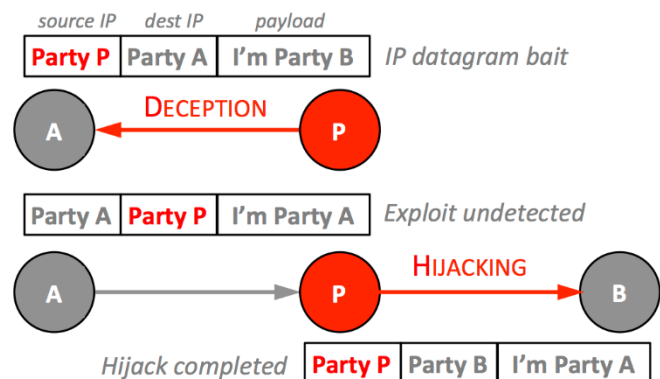 source IP dest IP payload
Party P Party A I'm Party B IP datagram bait
A DECEPTION P
Party A Party P I'm Party A Exploit undetected
A P HIJACKING B
Hijack completed Party P Party B I'm Party A